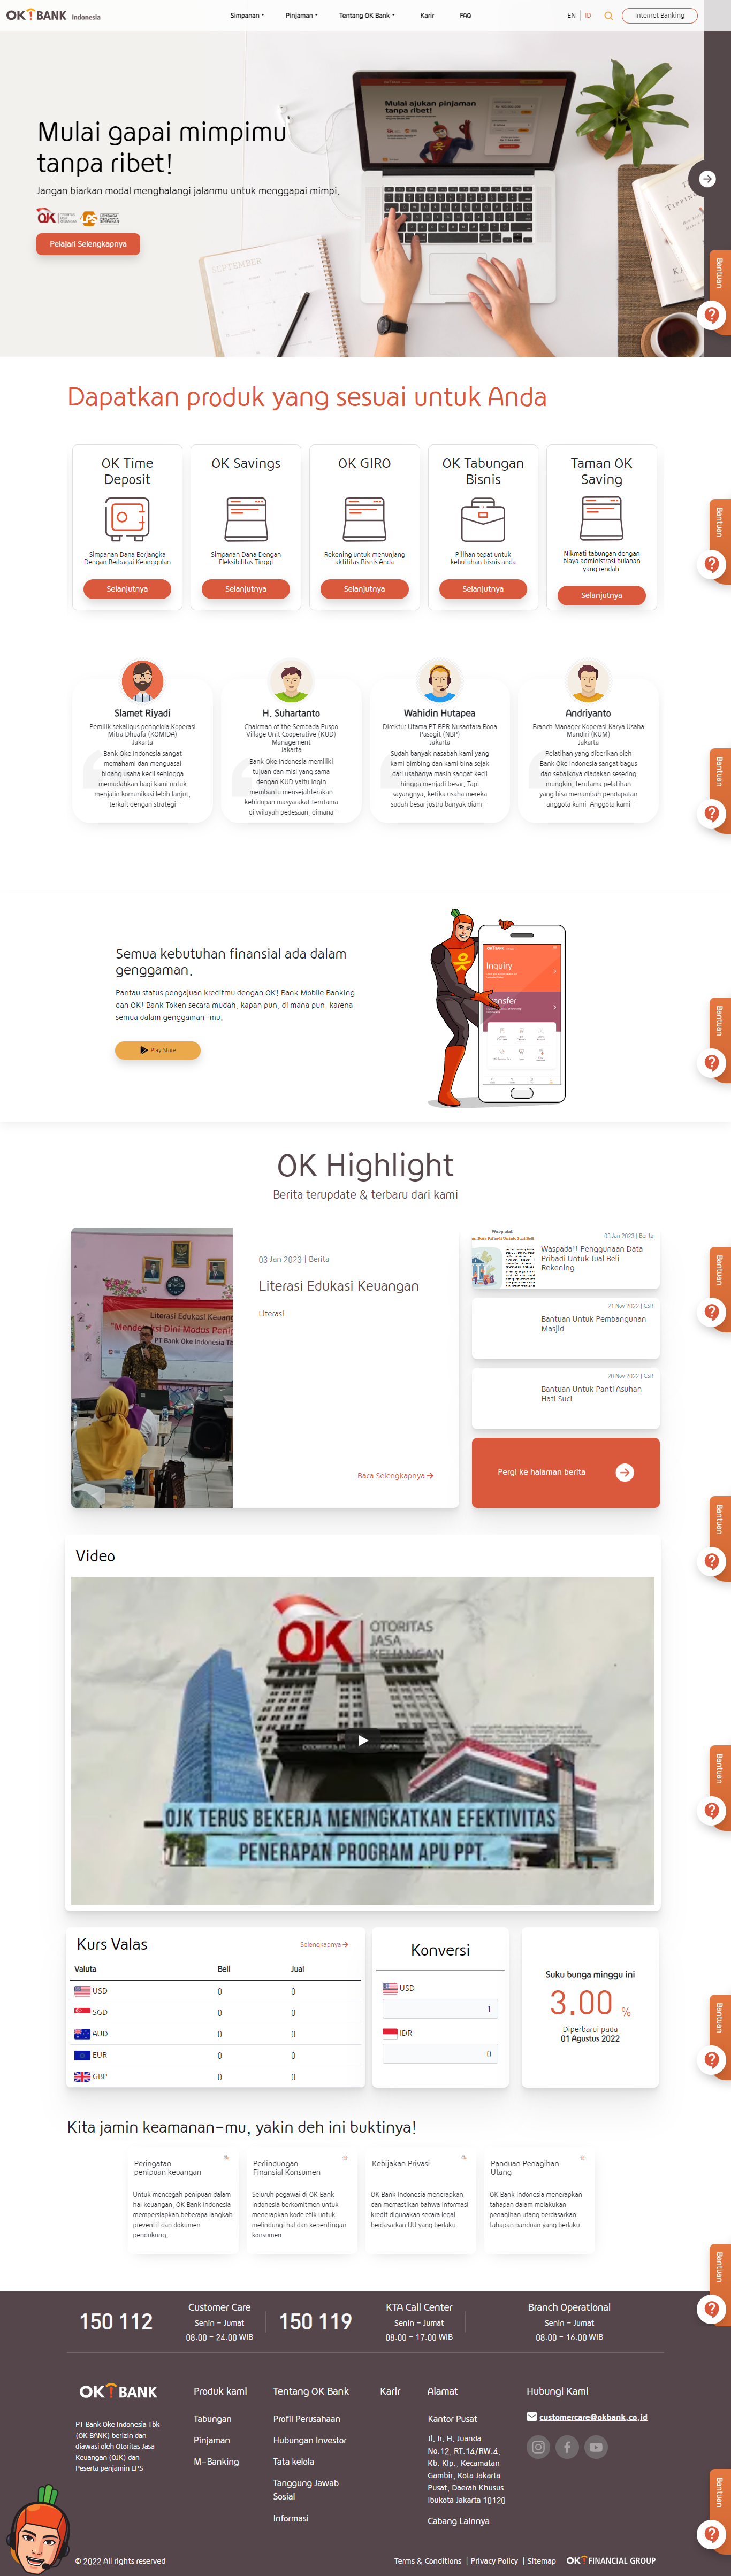 OK! BANK Indonesia
Simpanan
Pinjaman
Tentang OK Bank
Karir
FAQ
EN | ID
Internet Banking
Mulai gapai mimpimu
tanpa ribet!
Jangan biarkan modal menghalangi jalanmu untuk menggapai mimpi.
Pelajari Selengkapnya
Mulai ajukan pinjaman
SEPTEMBER
Bantuan
Dapatkan produk yang sesuai untuk Anda
OK Time
Deposit
Simpanan Dana Berjangka
Dengan Berbagai Keunggulan
Selanjutnya
OK Savings
Simpanan Dana Dengan
Fleksibilitas Tinggi
Selanjutnya
OK GIRO
Rekening untuk menunjang
aktifitas Bisnis Anda
Selanjutnya
OK Tabungan
Bisnis
Pilihan tepat untuk
kebutuhan bisnis anda
Selanjutnya
Taman OK
Saving
Nikmati tabungan dengan
biaya administrasi bulanan
yang rendah
Selanjutnya
Bantuan
Slamet Riyadi
Pemilik sekaligus pengelola Koperasi
Mitra Dhuafa (KOMIDA)
Jakarta
Bank Oke Indonesia sangat
memahami dan menguasai
bidang usaha kecil sehingga
memudahkan bagi kami untuk
menjalin komunikasi lebih lanjut,
terkait dengan strategi...
H. Suhartanto
Chairman of the Sembada Puspo
Village Unit Cooperative (KUD)
Management
Jakarta
Bank Oke Indonesia memiliki
tujuan dan misi yang sama
dengan KUD yaitu ingin
membantu mensejahterakan
kehidupan masyarakat terutama
di wilayah pedesaan, dimana...
Wahidin Hutapea
Direktur Utama PT BPR Nusantara Bona
Pasogit (NBP)
Jakarta
Sudah banyak nasabah kami yang
kami bimbing dan kami bina sejak
dari usahanya masih sangat kecil
hingga menjadi besar. Tapi
sayangnya, ketika usaha mereka
sudah besar justru banyak diam...
Andriyanto
Branch Manager Koperasi Karya Usaha
Mandiri (KUM)
Jakarta
Pelatihan yang diberikan oleh
Bank Oke Indonesia sangat bagus
dan sebaiknya diadakan sesering
mungkin, terutama pelatihan
yang bisa menambah pendapatan
anggota kami. Anggota kami...
Bantuan
Semua kebutuhan finansial ada dalam
genggaman.
Pantau status pengajuan kreditmu dengan OK! Bank Mobile Banking
dan OK! Bank Token secara mudah, kapan pun, di mana pun, karena
semua dalam genggaman-mu.
Play Store
Inquiry
Transfer
Bantuan
OK Highlight
Berita terupdate & terbaru dari kami
03 Jan 2023 | Berita
Literasi Edukasi Keuangan
Literasi
Baca Selengkapnya
03 Jan 2023 | Berita
Waspada!! Penggunaan Data
Pribadi Untuk Jual Beli
Rekening
21 Nov 2022 | CSR
Bantuan Untuk Pembangunan
Masjid
20 Nov 2022 | CSR
Bantuan Untuk Panti Asuhan
Hati Suci
Pergi ke halaman berita
Bantuan
Bantuan
Video
OJK OTORITAS
JASA
KEUANGAN
OJK TERUS BEKERJA MENINGKATKAN EFEKTIVITAS
PENERAPAN PROGRAM APU PPT.
Bantuan
Kurs Valas
Selengkapnya
Valuta Beli Jual
USD 0 0
SGD 0 0
AUD 0 0
EUR 0 0
GBP 0 0
Konversi
USD
1
IDR
0
Suku bunga minggu ini
3.00 %
Diperbarui pada
01 Agustus 2022
Bantuan
Kita jamin keamanan-mu, yakin deh ini buktinya!
Peringatan
penipuan keuangan
Untuk mencegah penipuan dalam
hal keuangan, OK Bank Indonesia
mempersiapkan beberapa langkah
preventif dan dokumen
pendukung.
Perlindungan
Finansial Konsumen
Seluruh pegawai di OK Bank
Indonesia berkomitmen untuk
menerapkan kode etik untuk
melindungi hal dan kepentingan
konsumen
Kebijakan Privasi
OK Bank Indonesia menerapkan
dan memastikan bahwa informasi
kredit digunakan secara legal
berdasarkan UU yang berlaku
Panduan Penagihan
Utang
OK Bank Indonesia menerapkan
tahapan dalam melakukan
penagihan utang berdasarkan
tahapan panduan yang berlaku
Bantuan
150 112
Customer Care
Senin - Jumat
08.00 - 24.00 WIB
150 119
KTA Call Center
Senin - Jumat
08.00 - 17.00 WIB
Branch Operational
Senin - Jumat
08.00 - 16.00 WIB
OK! BANK
PT Bank Oke Indonesia Tbk
(OK BANK) berizin dan
diawasi oleh Otoritas Jasa
Keuangan (OJK) dan
Peserta penjamin LPS
Produk kami
Tabungan
Pinjaman
M-Banking
Tentang OK Bank
Profil Perusahaan
Hubungan Investor
Tata kelola
Tanggung Jawab
Sosial
Informasi
Karir
Alamat
Kantor Pusat
Jl. Ir. H. Juanda
No.12, RT.14/RW.4,
Kb. Klp., Kecamatan
Gambir, Kota Jakarta
Pusat, Daerah Khusus
Ibukota Jakarta 10120
Cabang Lainnya
Hubungi Kami
customercare@okbank.co.id
Bantuan
© 2022 All rights reserved
Terms & Conditions | Privacy Policy | Sitemap
OK! FINANCIAL GROUP